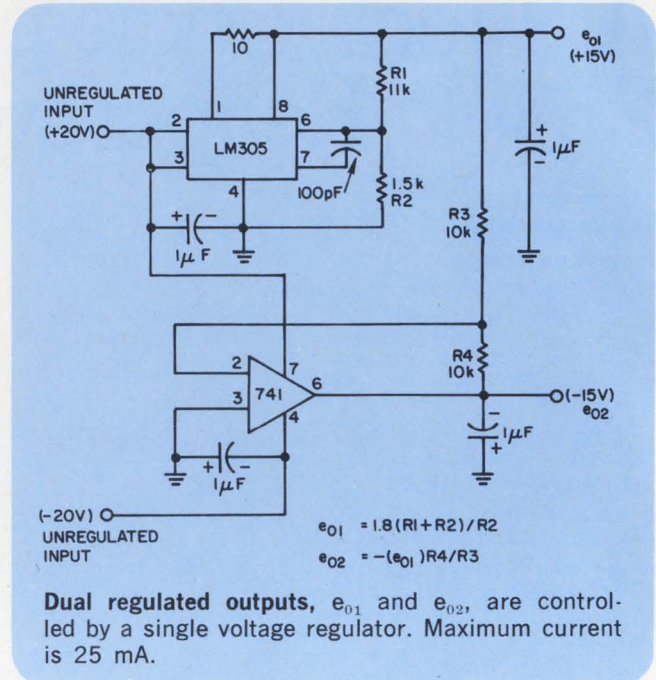 e01
(+15V)
10
UNREGULATED
INPUT
(+20V)
1
8
R1
11k
2
6
3
LM305
7
4
100pF
1.5k
R2
+
-
1µF
+
-
1µF
R3
10k
R4
10k
2
7
741
6
3
4
(-15V)
e02
-
+
1µF
+
-
1µF
(-20V)
UNREGULATED
INPUT
e01 = 1.8 (R1+R2)/R2
e02 = -(e01)R4/R3
Dual regulated outputs, e01 and e02, are control-
led by a single voltage regulator. Maximum current
is 25 mA.